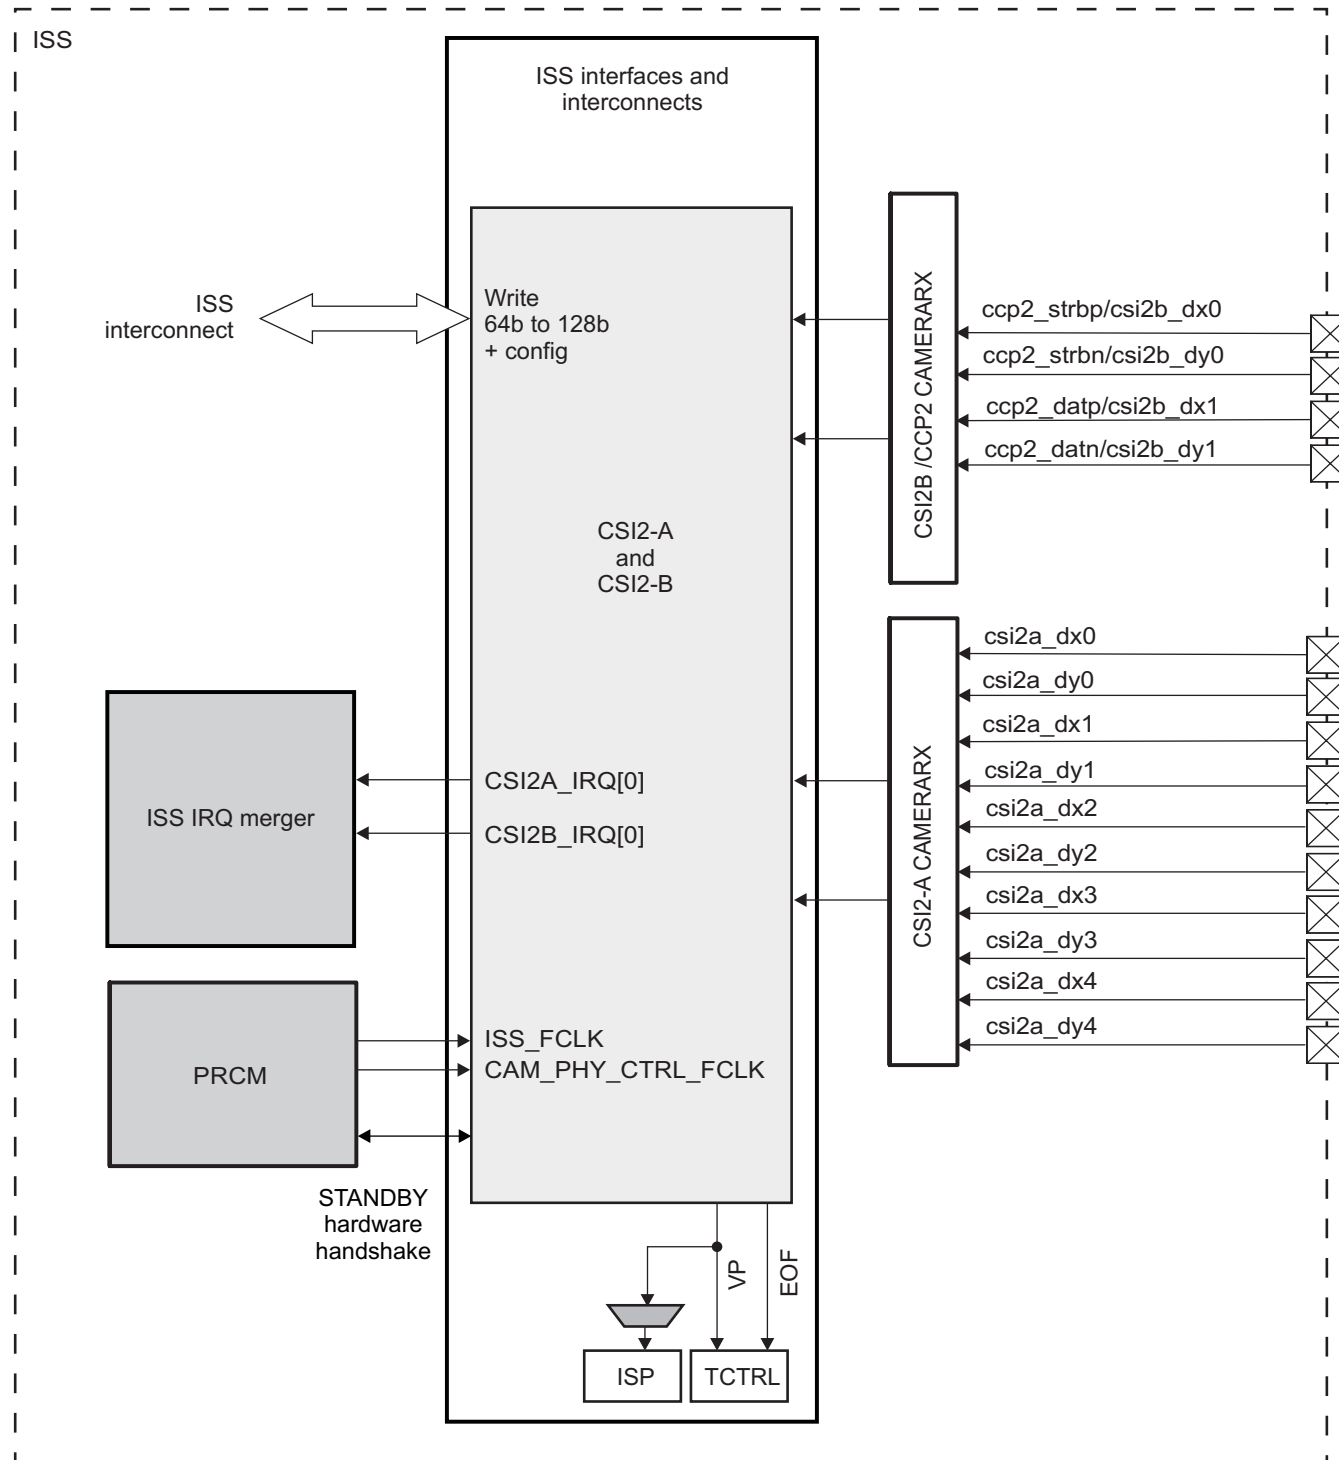 ISS
ISS interfaces and
interconnects
ISS
interconnect
Write
64b to 128b
+ config
CSI2-A
and
CSI2-B
CSI2B /CCP2 CAMERARX
ccp2_strbp/csi2b_dx0
ccp2_strbn/csi2b_dy0
ccp2_datp/csi2b_dx1
ccp2_datn/csi2b_dy1
CSI2-A CAMERARX
csi2a_dx0
csi2a_dy0
csi2a_dx1
csi2a_dy1
csi2a_dx2
csi2a_dy2
csi2a_dx3
csi2a_dy3
csi2a_dx4
csi2a_dy4
ISS IRQ merger
CSI2A_IRQ[0]
CSI2B_IRQ[0]
PRCM
ISS_FCLK
CAM_PHY_CTRL_FCLK
STANDBY
hardware
handshake
VP
EOF
ISP
TCTRL